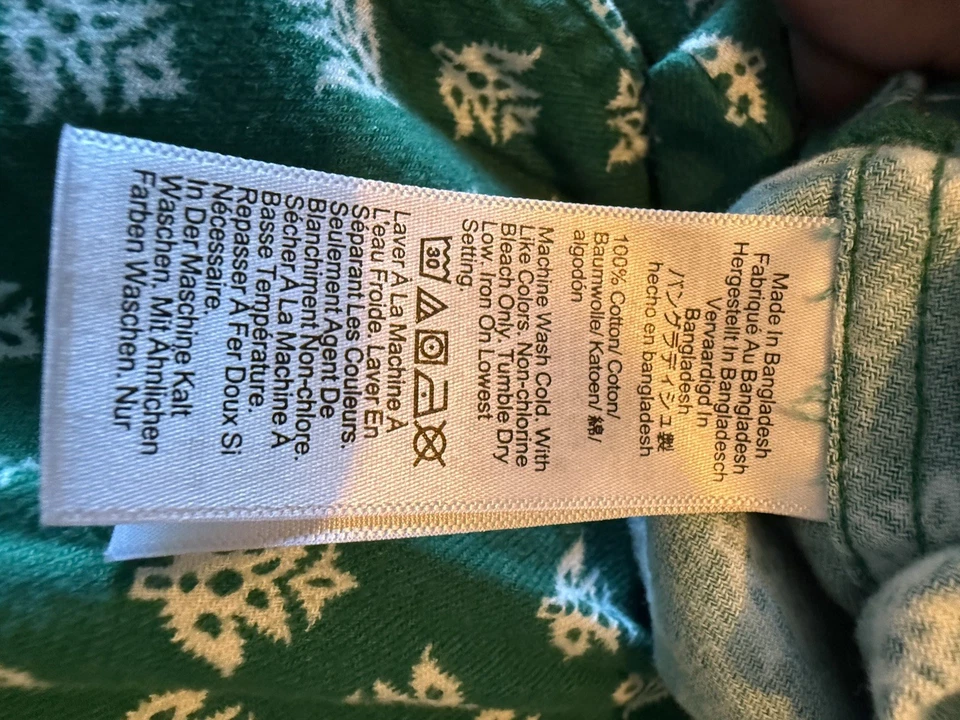 Made In Bangladesh
Fabriqué Au Bangladesh
Hergestellt In Bangladesch
Vervaardigd In
Bangladesh
バングラディシュ製
hecho en bangladesh
100% Cotton/ Coton/
Baumwolle/ Katoen/ 綿/
algodón
Machine Wash Cold. With
Like Colors. Non-chlorine
Bleach Only. Tumble Dry
Low. Iron On Lowest
Setting
30
Laver À La Machine À
L'eau Froide. Laver En
Séparant Les Couleurs.
Seulement Agent De
Blanchiment Non-chlore.
Sécher À La Machine À
Basse Température.
Repasser À Fer Doux Si
Nécessaire.
In Der Maschine Kalt
Waschen. Mit Ähnlichen
Farben Waschen. Nur